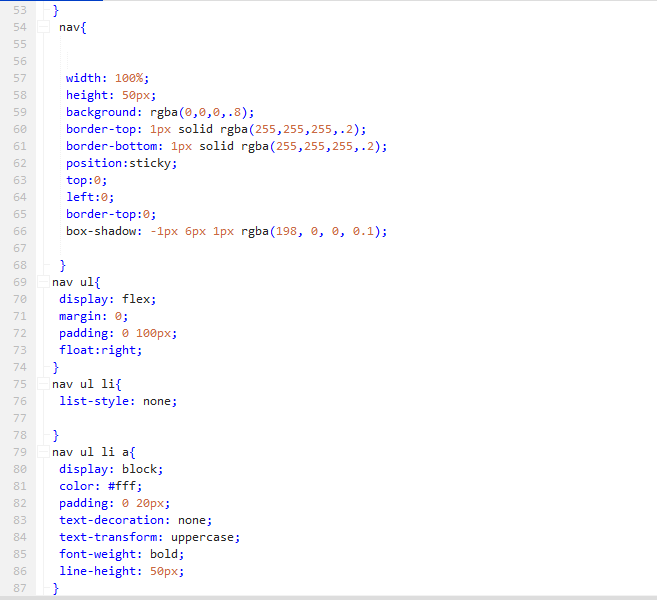 53 }
54 nav{
55
56
57 width: 100%;
58 height: 50px;
59 background: rgba(0,0,0,.8);
60 border-top: 1px solid rgba(255,255,255,.2);
61 border-bottom: 1px solid rgba(255,255,255,.2);
62 position:sticky;
63 top:0;
64 left:0;
65 border-top:0;
66 box-shadow: -1px 6px 1px rgba(198, 0, 0, 0.1);
67
68 }
69 nav ul{
70 display: flex;
71 margin: 0;
72 padding: 0 100px;
73 float:right;
74 }
75 nav ul li{
76 list-style: none;
77
78 }
79 nav ul li a{
80 display: block;
81 color: #fff;
82 padding: 0 20px;
83 text-decoration: none;
84 text-transform: uppercase;
85 font-weight: bold;
86 line-height: 50px;
87 }